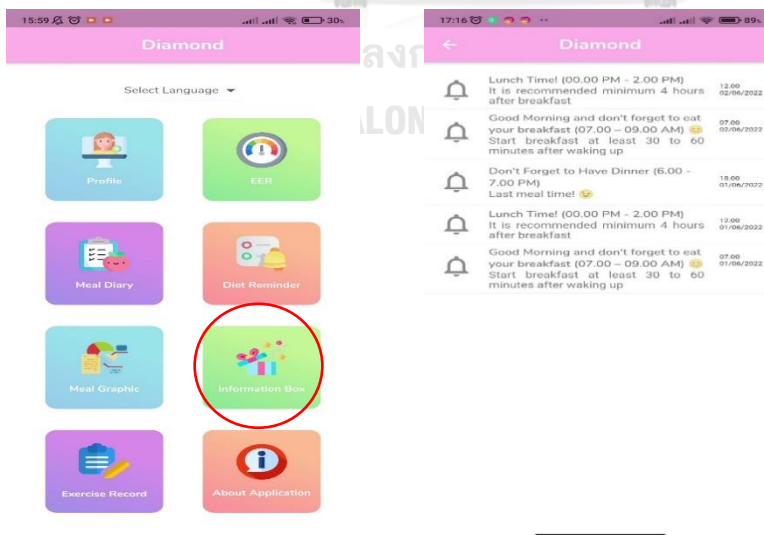 15:59
30%
Diamond
Select Language
Profile
EER
Meal Diary
Diet Reminder
Meal Graphic
Information Box
Exercise Record
About Application
17:16
89%
Diamond
Lunch Time! (00.00 PM - 2.00 PM)
It is recommended minimum 4 hours
after breakfast
12.00
02/06/2022
Good Morning and don't forget to eat
your breakfast (07.00 – 09.00 AM) 😊
Start breakfast at least 30 to 60
minutes after waking up
07.00
02/06/2022
Don't Forget to Have Dinner (6.00 -
7.00 PM)
Last meal time! 😉
18.00
01/06/2022
Lunch Time! (00.00 PM - 2.00 PM)
It is recommended minimum 4 hours
after breakfast
12.00
01/06/2022
Good Morning and don't forget to eat
your breakfast (07.00 – 09.00 AM) 😊
Start breakfast at least 30 to 60
minutes after waking up
07.00
01/06/2022